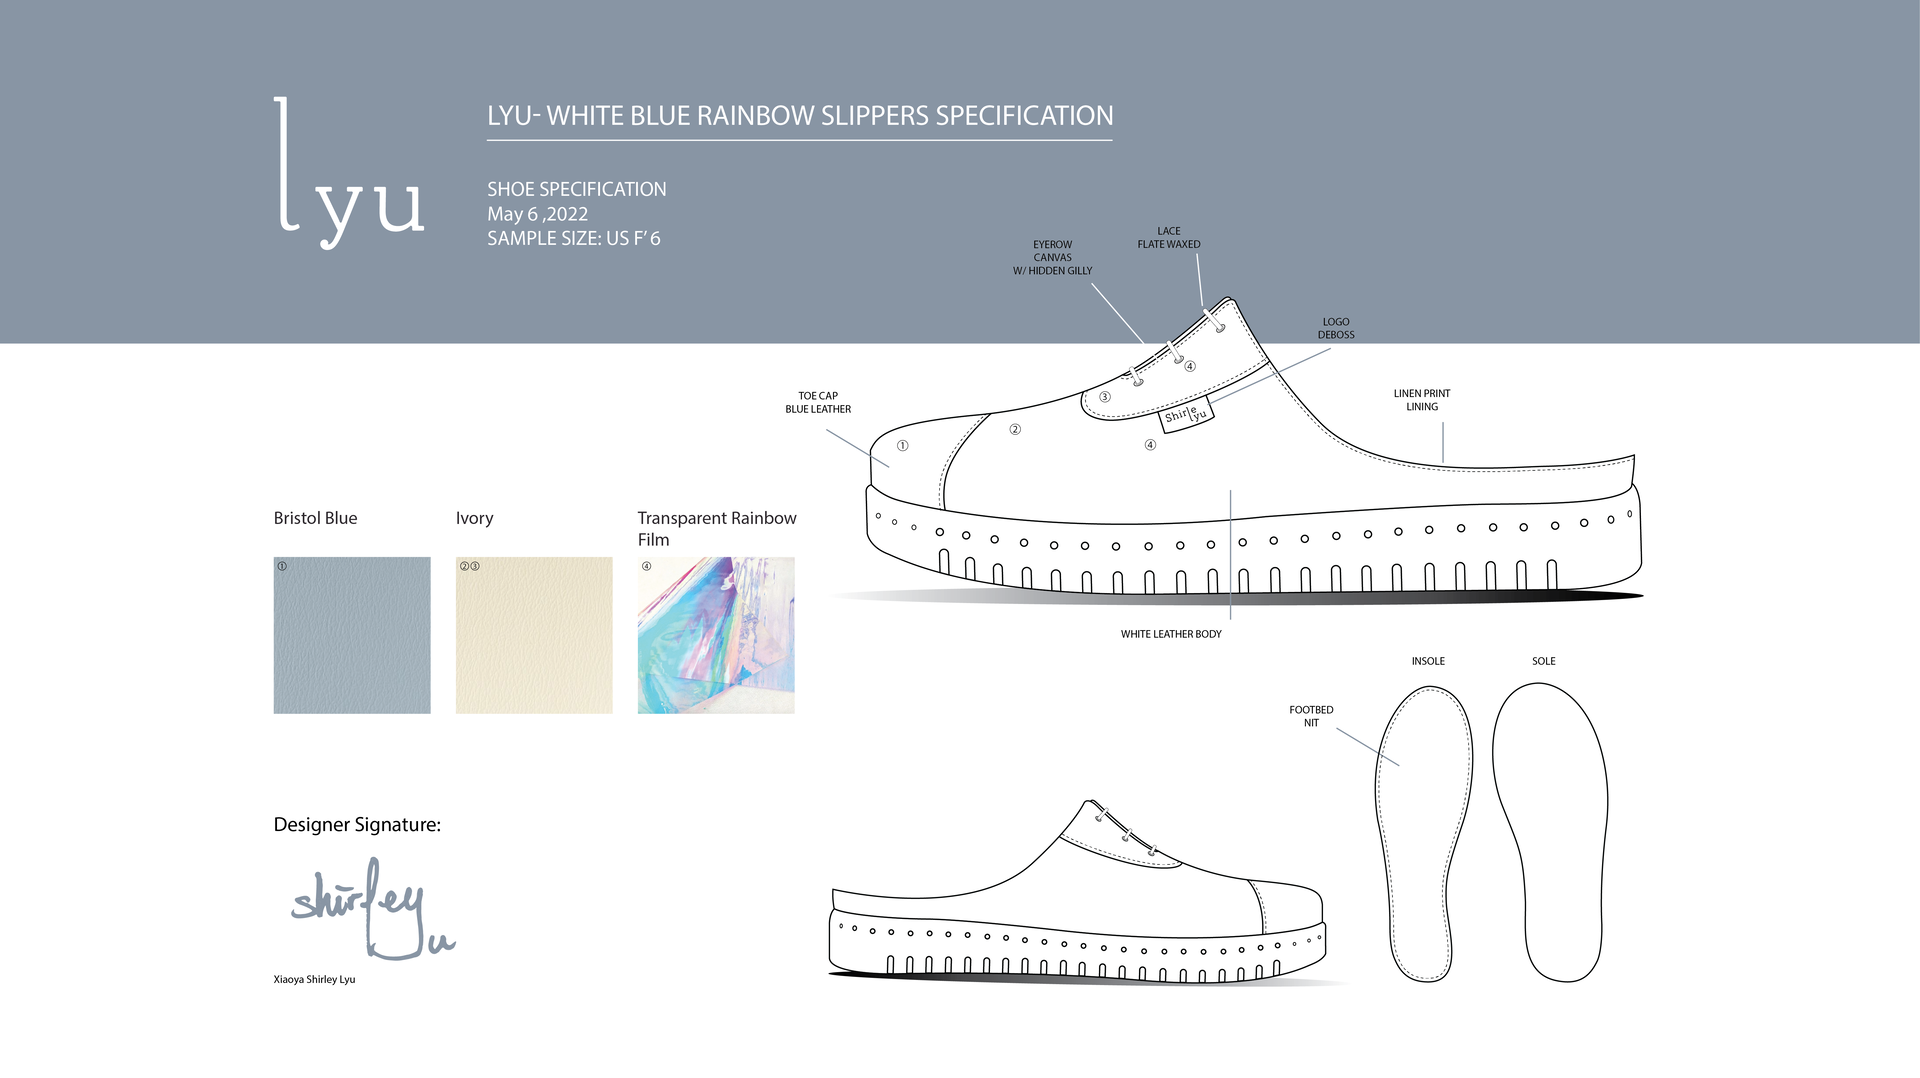 lyu
LYU- WHITE BLUE RAINBOW SLIPPERS SPECIFICATION
SHOE SPECIFICATION
May 6 ,2022
SAMPLE SIZE: US F' 6
LACE
FLATE WAXED
EYEROW
CANVAS
W/ HIDDEN GILLY
LOGO
DEBOSS
TOE CAP
BLUE LEATHER
LINEN PRINT
LINING
④
③
Shirle
lyu
②
①
④
WHITE LEATHER BODY
Bristol Blue
Ivory
Transparent Rainbow
Film
①
②③
④
INSOLE
SOLE
FOOTBED
NIT
Designer Signature:
shirley
u
Xiaoya Shirley Lyu